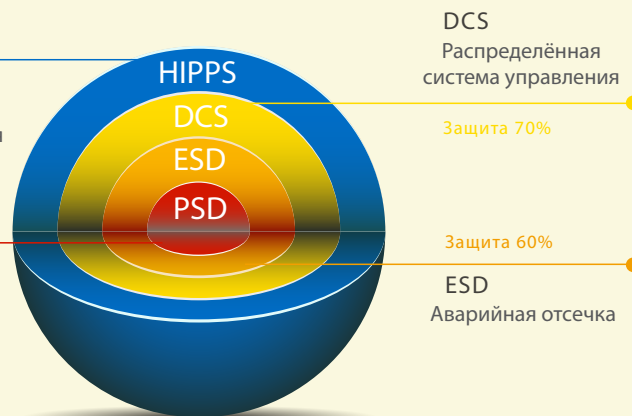 HIPPS
DCS
ESD
PSD
DCS
Распределённая
система управления
Защита 70%
Защита 60%
ESD
Аварийная отсечка